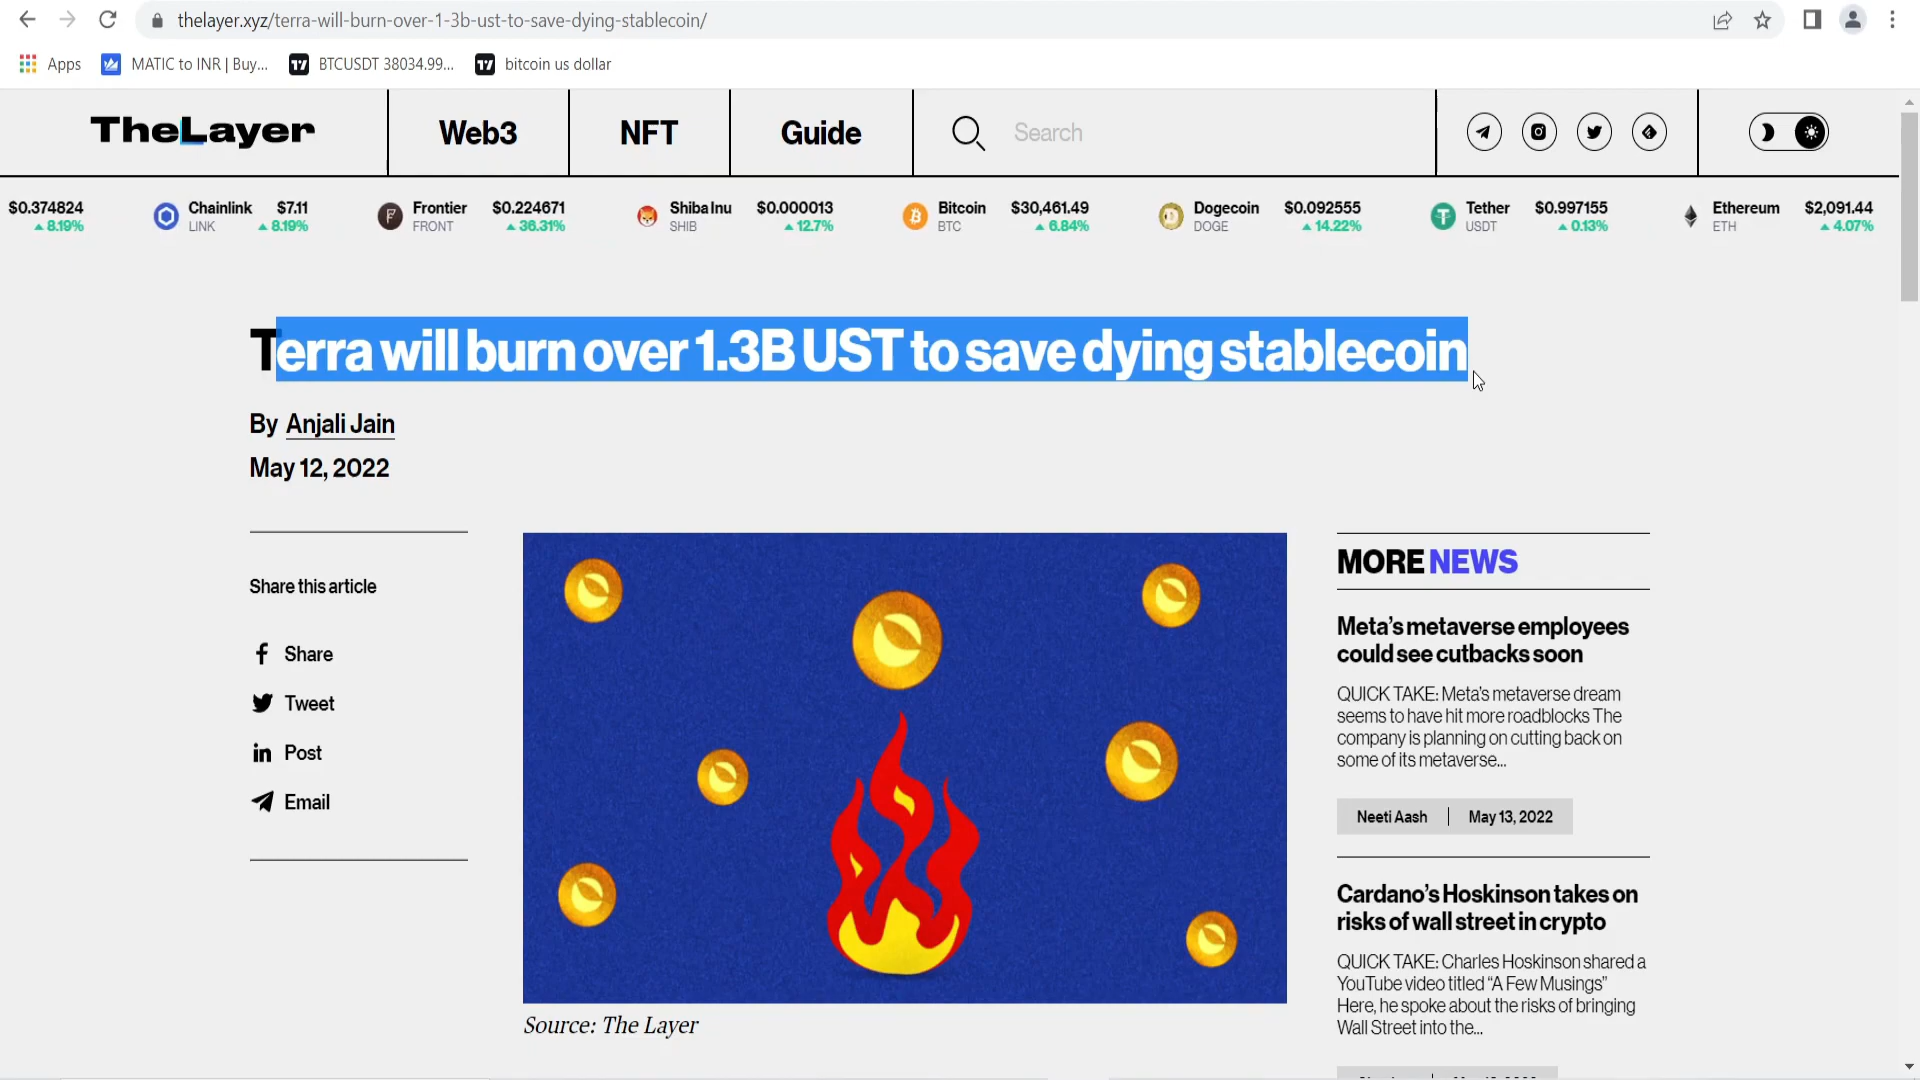 thelayer.xyz/terra-will-burn-over-1-3b-ust-to-save-dying-stablecoin/
Apps MATIC to INR | Buy... BTCUSDT 38034.99... bitcoin us dollar
TheLayer Web3 NFT Guide Search
$0.374824 Chainlink $7.11 Frontier $0.224671 Shiba Inu $0.000013 Bitcoin $30,461.49 Dogecoin $0.092555 Tether $0.997155 Ethereum $2,091.44
▲ 8.19% LINK ▲ 8.19% FRONT ▲ 36.31% SHIB ▲ 12.7% BTC ▲ 6.84% DOGE ▲ 14.22% USDT ▲ 0.13% ETH ▲ 4.07%
Terra will burn over 1.3B UST to save dying stablecoin
By Anjali Jain
May 12, 2022
Share this article
Share
Tweet
Post
Email
Source: The Layer
MORE NEWS
Meta's metaverse employees
could see cutbacks soon
QUICK TAKE: Meta's metaverse dream
seems to have hit more roadblocks The
company is planning on cutting back on
some of its metaverse...
Neeti Aash | May 13, 2022
Cardano's Hoskinson takes on
risks of wall street in crypto
QUICK TAKE: Charles Hoskinson shared a
YouTube video titled “A Few Musings”
Here, he spoke about the risks of bringing
Wall Street into the...